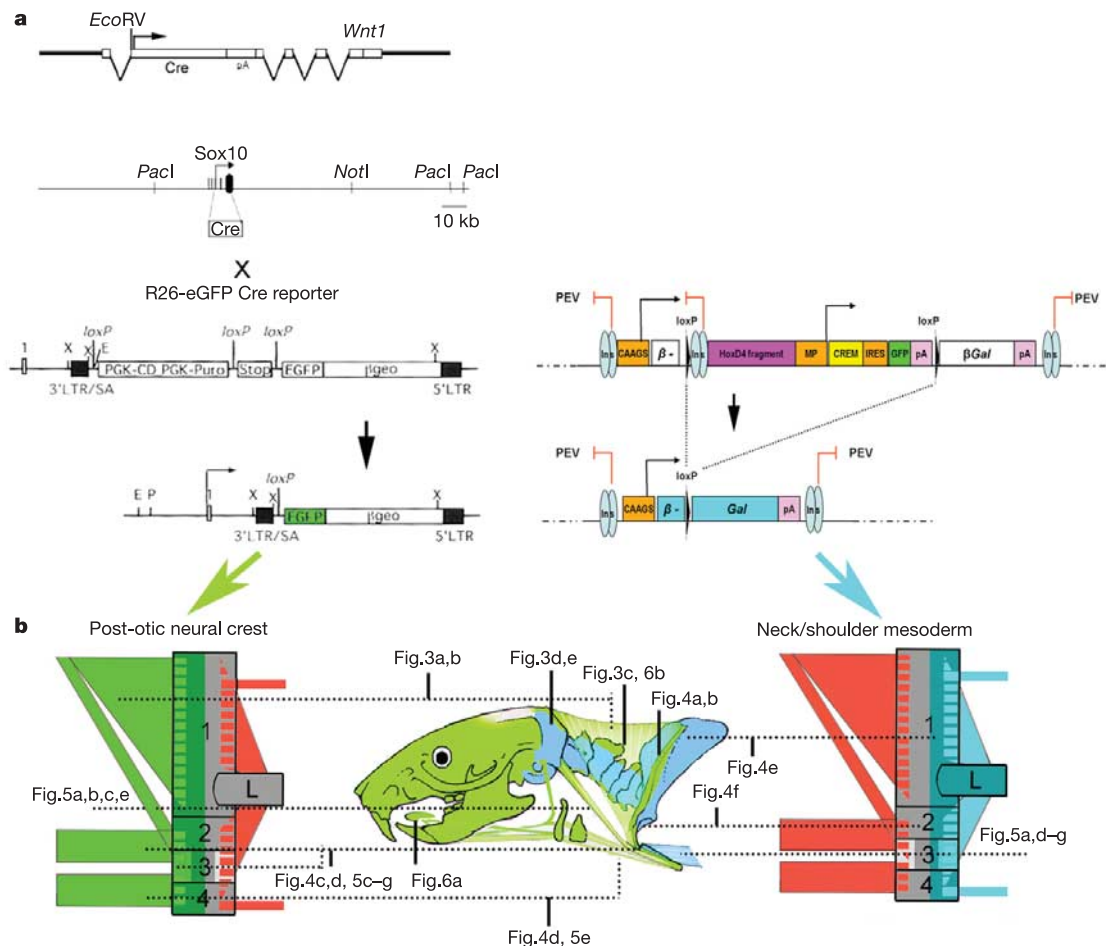 a
EcoRV
Wnt1
Cre
pA
Sox10
PacI
NotI
PacI
PacI
Cre
10 kb
X
R26-eGFP Cre reporter
1
X
X
loxP
E
loxP
loxP
X
PGK-CD PGK-Puro
Stop
EGFP
βgeo
3'LTR/SA
5'LTR
E
P
1
X
X
loxP
X
EGFP
βgeo
3'LTR/SA
5'LTR
PEV
loxP
PEV
loxP
PEV
Ins
CAAGS
β -
Ins
HoxD4 fragment
MP
CREM
IRES
GFP
pA
βGal
pA
Ins
PEV
loxP
PEV
Ins
CAAGS
β -
Gal
pA
Ins
b
Post-otic neural crest
Neck/shoulder mesoderm
Fig.3a,b
Fig.3d,e
Fig.3c, 6b
Fig.4a,b
1
L
2
3
4
Fig.5a,b,c,e
Fig.4c,d, 5c–g
Fig.6a
Fig.4d, 5e
Fig.4e
Fig.4f
Fig.5a,d–g
1
L
2
3
4